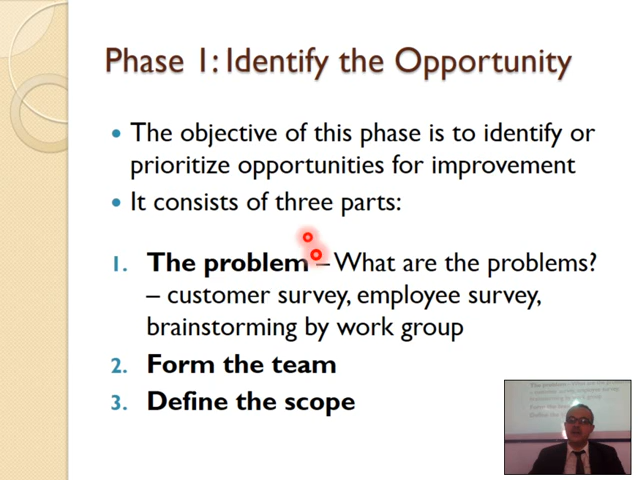 Phase 1: Identify the Opportunity
• The objective of this phase is to identify or
prioritize opportunities for improvement
• It consists of three parts:
1. The problem – What are the problems?
– customer survey, employee survey,
brainstorming by work group
2. Form the team
3. Define the scope